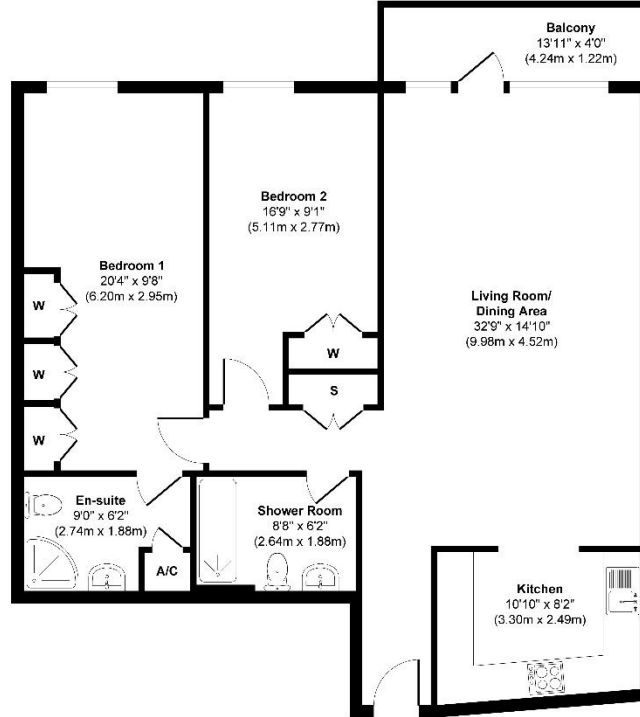 Balcony
13'11" x 4'0"
(4.24m x 1.22m)
Bedroom 2
16'9" x 9'1"
(5.11m x 2.77m)
Bedroom 1
20'4" x 9'8"
(6.20m x 2.95m)
Living Room/
Dining Area
32'9" x 14'10"
(9.98m x 4.52m)
W
W
W
W
S
En-suite
9'0" x 6'2"
(2.74m x 1.88m)
A/C
Shower Room
8'8" x 6'2"
(2.64m x 1.88m)
Kitchen
10'10" x 8'2"
(3.30m x 2.49m)